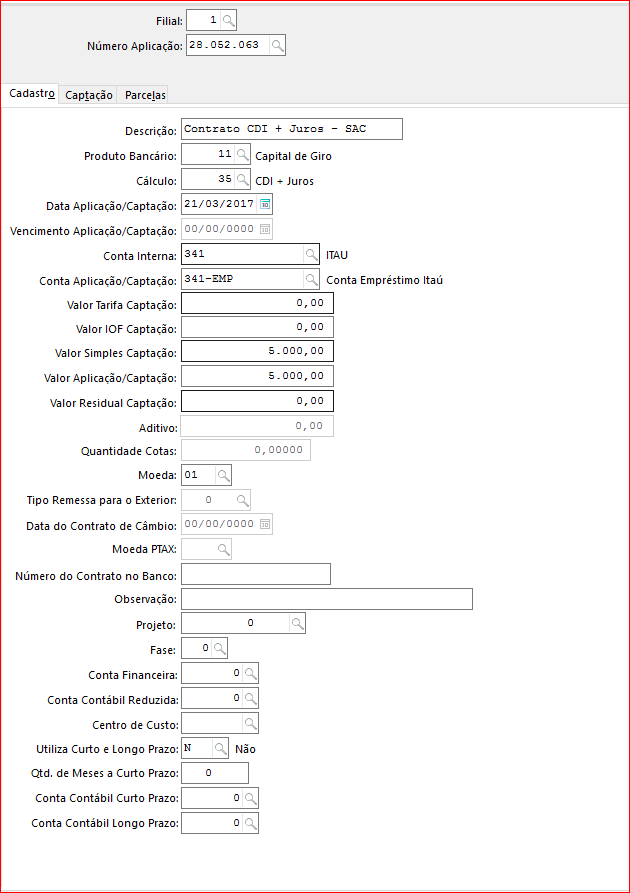 Filial: 1
Número Aplicação: 28.052.063
Cadastro Captação Parcelas
Descrição: Contrato CDI + Juros - SAC
Produto Bancário: 11 Capital de Giro
Cálculo: 35 CDI + Juros
Data Aplicação/Captação: 21/03/2017
Vencimento Aplicação/Captação: 00/00/0000
Conta Interna: 341 ITAU
Conta Aplicação/Captação: 341-EMP Conta Empréstimo Itaú
Valor Tarifa Captação: 0,00
Valor IOF Captação: 0,00
Valor Simples Captação: 5.000,00
Valor Aplicação/Captação: 5.000,00
Valor Residual Captação: 0,00
Aditivo: 0,00
Quantidade Cotas: 0,00000
Moeda: 01
Tipo Remessa para o Exterior: 0
Data do Contrato de Câmbio: 00/00/0000
Moeda PTAX:
Número do Contrato no Banco:
Observação:
Projeto: 0
Fase: 0
Conta Financeira: 0
Conta Contábil Reduzida: 0
Centro de Custo:
Utiliza Curto e Longo Prazo: N Não
Qtd. de Meses a Curto Prazo: 0
Conta Contábil Curto Prazo: 0
Conta Contábil Longo Prazo: 0